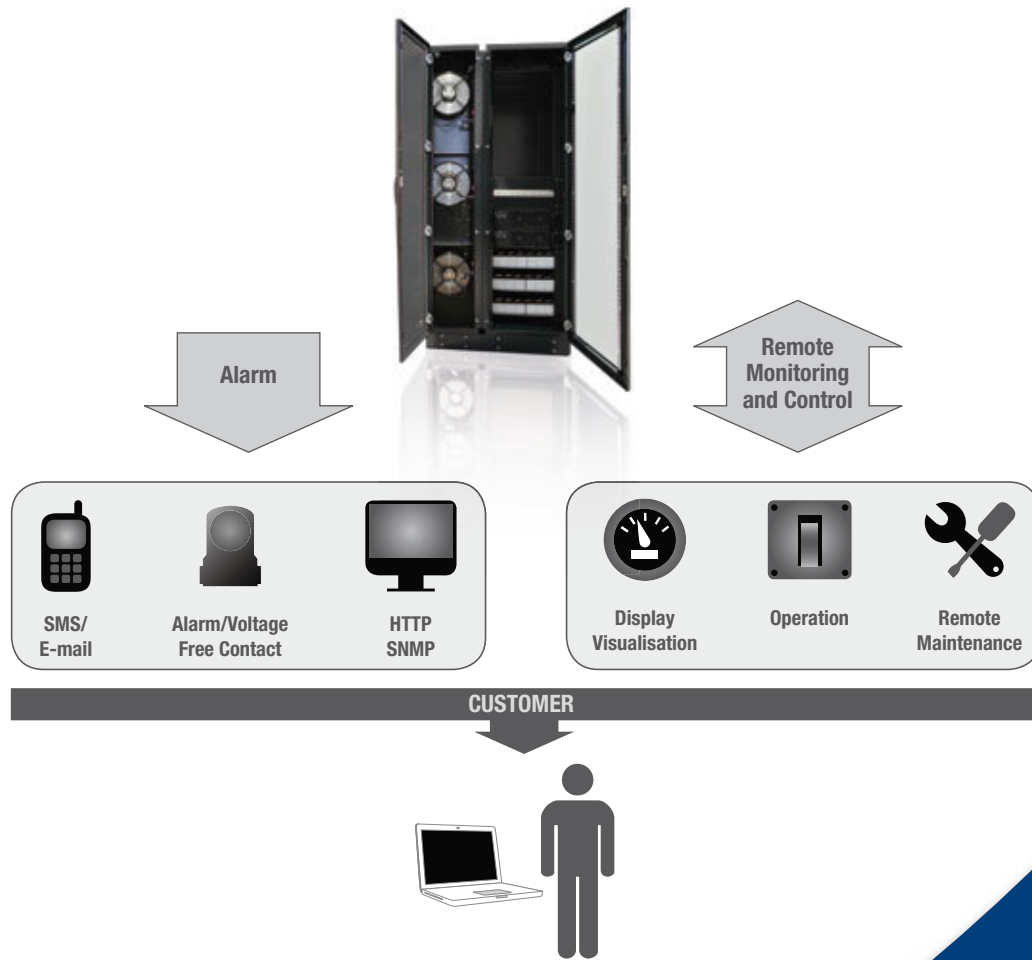 Alarm
Remote
Monitoring
and Control
SMS/
E-mail
Alarm/Voltage
Free Contact
HTTP
SNMP
Display
Visualisation
Operation
Remote
Maintenance
CUSTOMER